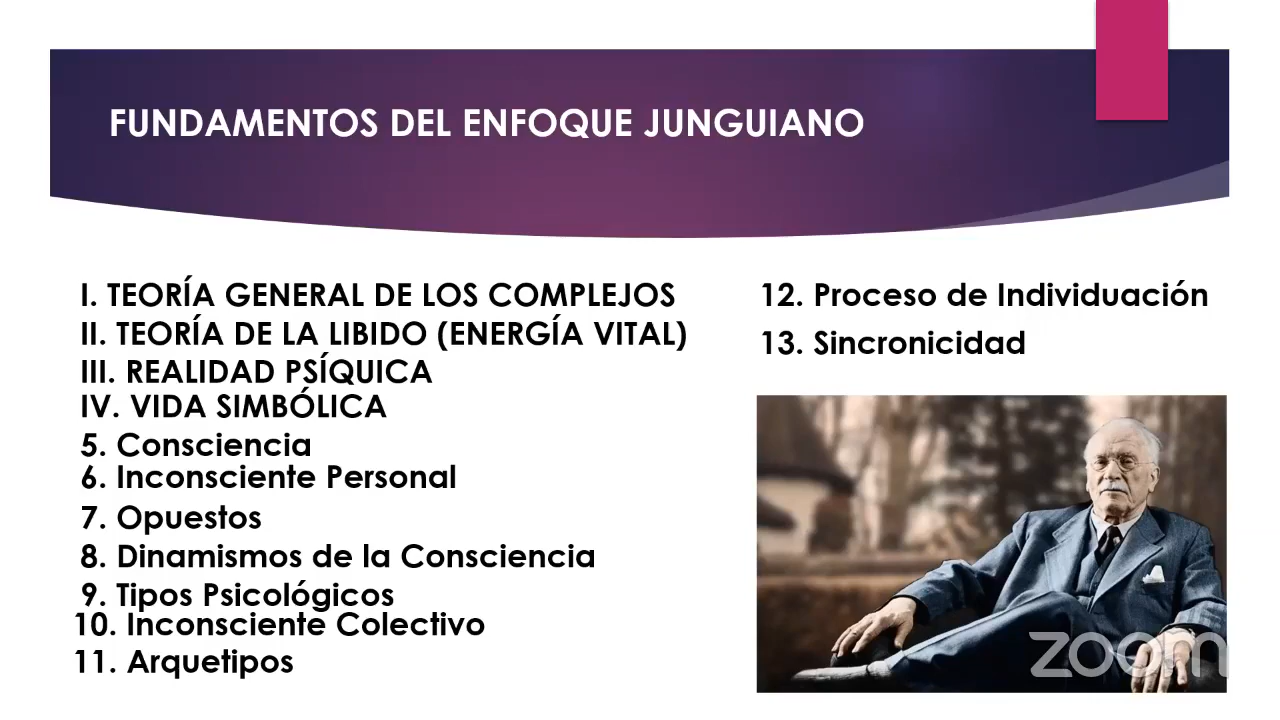 FUNDAMENTOS DEL ENFOQUE JUNGUIANO
I. TEORÍA GENERAL DE LOS COMPLEJOS
II. TEORÍA DE LA LIBIDO (ENERGÍA VITAL)
III. REALIDAD PSÍQUICA
IV. VIDA SIMBÓLICA
5. Consciencia
6. Inconsciente Personal
7. Opuestos
8. Dinamismos de la Consciencia
9. Tipos Psicológicos
10. Inconsciente Colectivo
11. Arquetipos
12. Proceso de Individuación
13. Sincronicidad
zoom